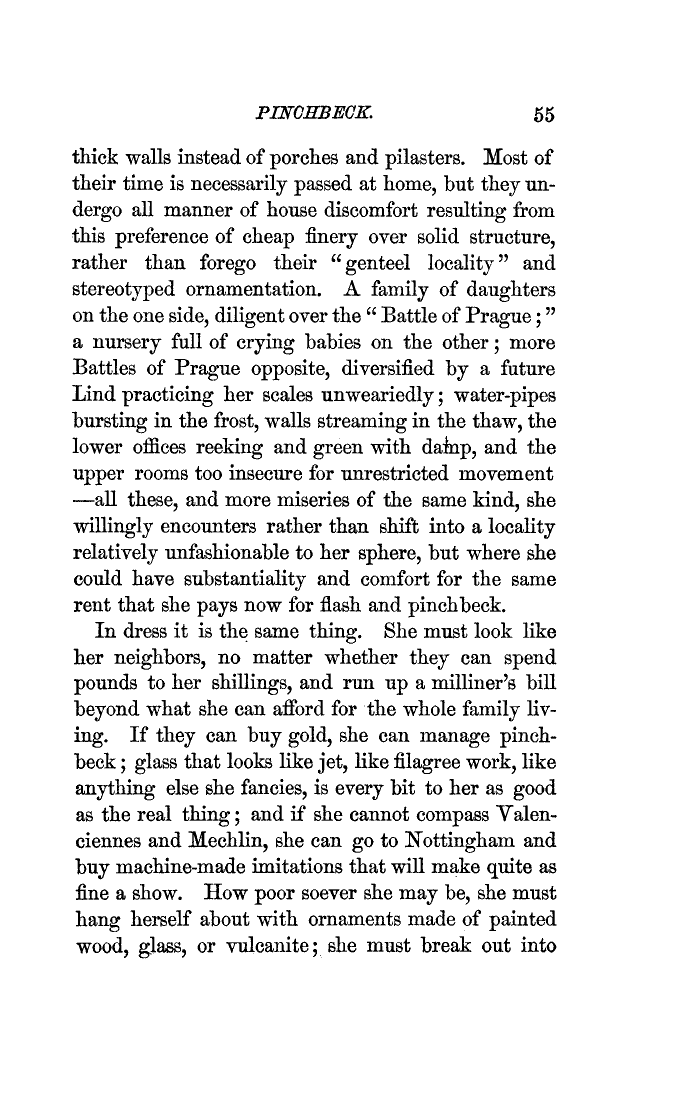 PINCHBECK. 55
thick walls instead of porches and pilasters. Most of
their time is necessarily passed at home, but they un-
dergo all manner of house discomfort resulting from
this preference of cheap finery over solid structure,
rather than forego their “genteel locality” and
stereotyped ornamentation. A family of daughters
on the one side, diligent over the “Battle of Prague;”
a nursery full of crying babies on the other; more
Battles of Prague opposite, diversified by a future
Lind practicing her scales unweariedly; water-pipes
bursting in the frost, walls streaming in the thaw, the
lower offices reeking and green with damp, and the
upper rooms too insecure for unrestricted movement
—all these, and more miseries of the same kind, she
willingly encounters rather than shift into a locality
relatively unfashionable to her sphere, but where she
could have substantiality and comfort for the same
rent that she pays now for flash and pinchbeck.
In dress it is the same thing. She must look like
her neighbors, no matter whether they can spend
pounds to her shillings, and run up a milliner’s bill
beyond what she can afford for the whole family liv-
ing. If they can buy gold, she can manage pinch-
beck; glass that looks like jet, like filagree work, like
anything else she fancies, is every bit to her as good
as the real thing; and if she cannot compass Valen-
ciennes and Mechlin, she can go to Nottingham and
buy machine-made imitations that will make quite as
fine a show. How poor soever she may be, she must
hang herself about with ornaments made of painted
wood, glass, or vulcanite; she must break out into